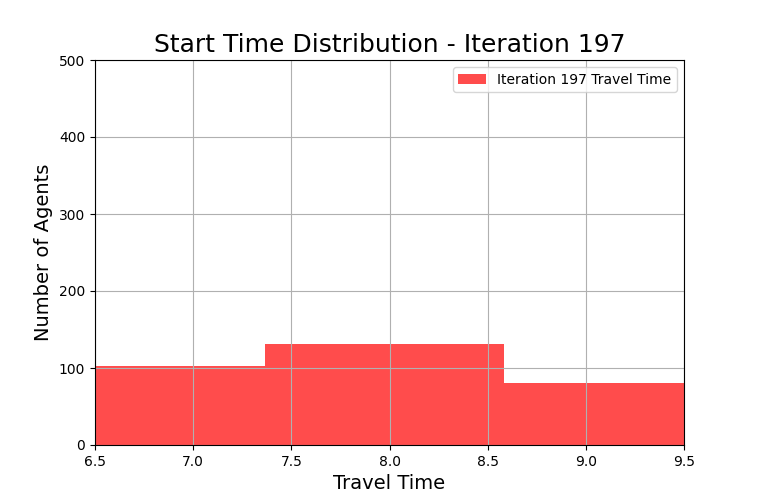 Start Time Distribution - Iteration 197
Iteration 197 Travel Time
Number of Agents
500
400
300
200
100
0
6.5 7.0 7.5 8.0 8.5 9.0 9.5
Travel Time